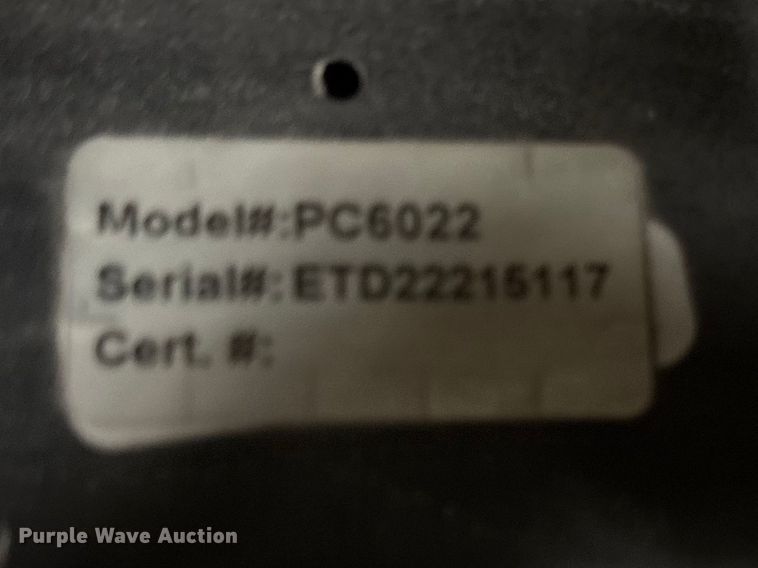 Model#:PC6022
Serial#:ETD22215117
Cert. #:
Purple Wave Auction